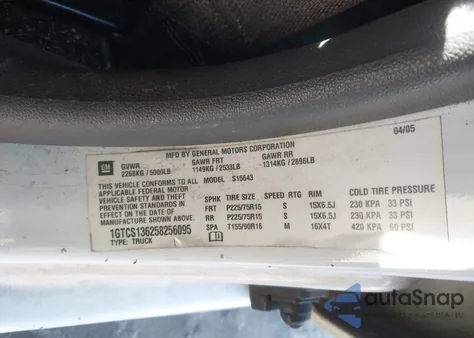 04/05
MFD BY GENERAL MOTORS CORPORATION
GM GVWR GAWR FRT GAWR RR
2268KG / 5000LB 1149KG / 2533LB 1314KG / 2896LB
THIS VEHICLE CONFORMS TO ALL MODEL S15643
APPLICABLE FEDERAL MOTOR
VEHICLE SAFETY AND THEFT
PREVENTION STANDARDS IN
EFFECT ON THE DATE OF
MANUFACTURE SHOWN ABOVE.
1GTCS136258256095
TYPE: TRUCK
SPHK TIRE SIZE SPEED RTG RIM COLD TIRE PRESSURE
FRT P225/75R15 S 15X6.5J 230 KPA 33 PSI
RR P225/75R15 S 15X6.5J 230 KPA 33 PSI
SPA T155/90R16 M 16X4T 420 KPA 60 PSI
autoSnap